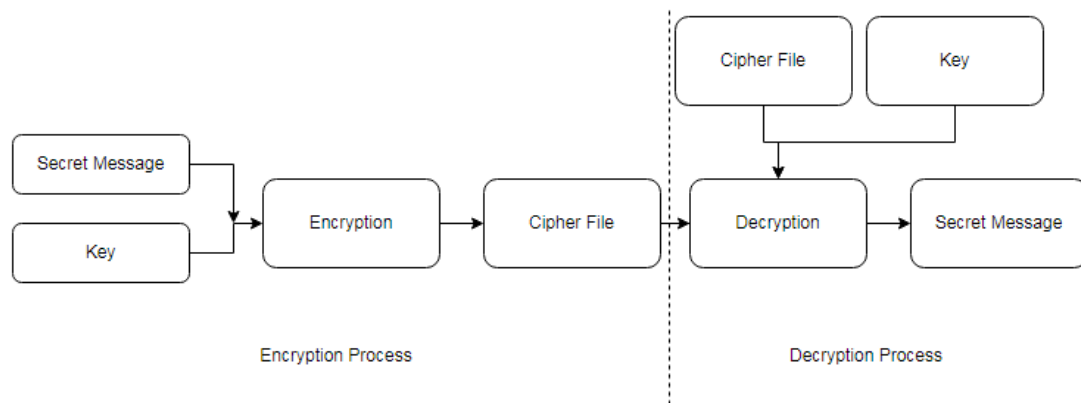 Cipher File
Key
Secret Message
Key
Encryption
Cipher File
Decryption
Secret Message
Encryption Process
Decryption Process